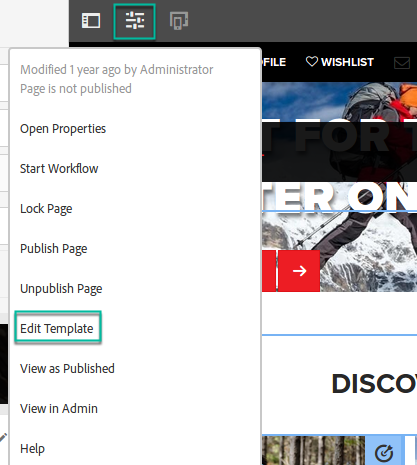 Modified 1 year ago by Administrator
Page is not published
Open Properties
Start Workflow
Lock Page
Publish Page
Unpublish Page
Edit Template
View as Published
View in Admin
Help
OFILE
WISHLIST
T FOR T
TER ON
DISCO